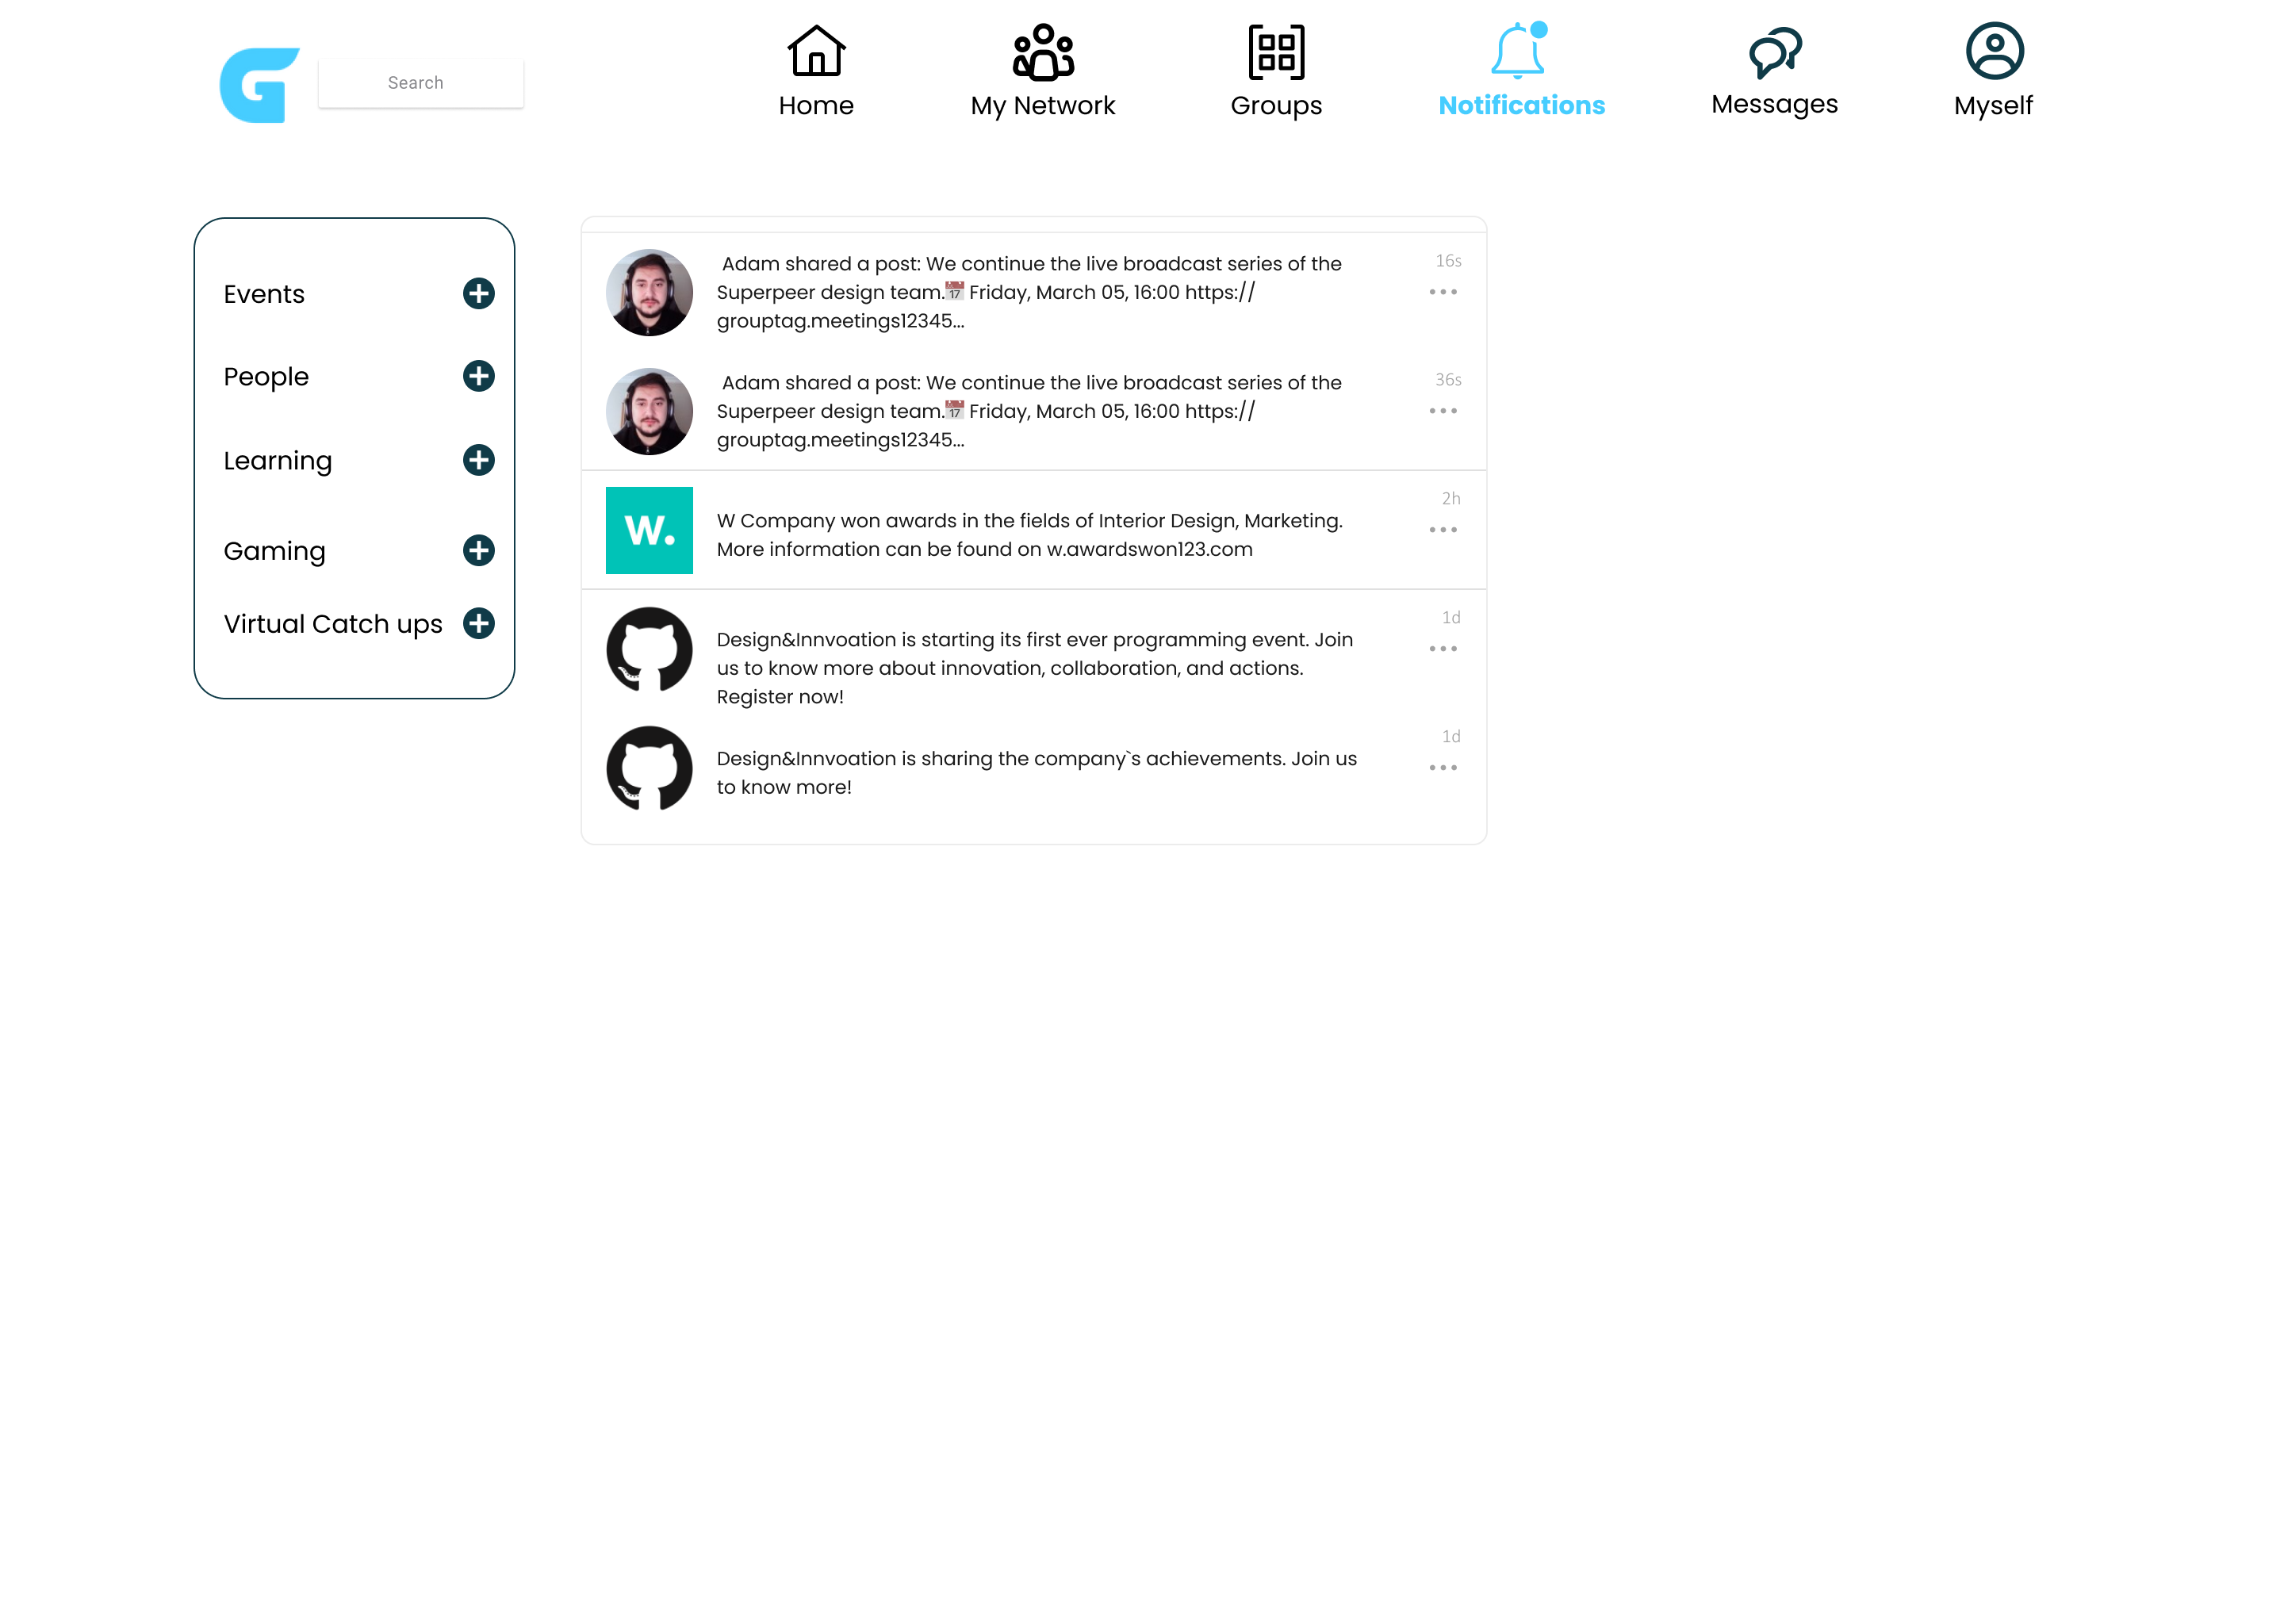 G
Search
Home
My Network
Groups
Notifications
Messages
Myself
Events
People
Learning
Gaming
Virtual Catch ups
Adam shared a post: We continue the live broadcast series of the
Superpeer design team.📅 Friday, March 05, 16:00 https://
grouptag.meetings12345...
16s
Adam shared a post: We continue the live broadcast series of the
Superpeer design team.📅 Friday, March 05, 16:00 https://
grouptag.meetings12345...
36s
W.
W Company won awards in the fields of Interior Design, Marketing.
More information can be found on w.awardswon123.com
2h
Design&Innvoation is starting its first ever programming event. Join
us to know more about innovation, collaboration, and actions.
Register now!
1d
Design&Innvoation is sharing the company`s achievements. Join us
to know more!
1d